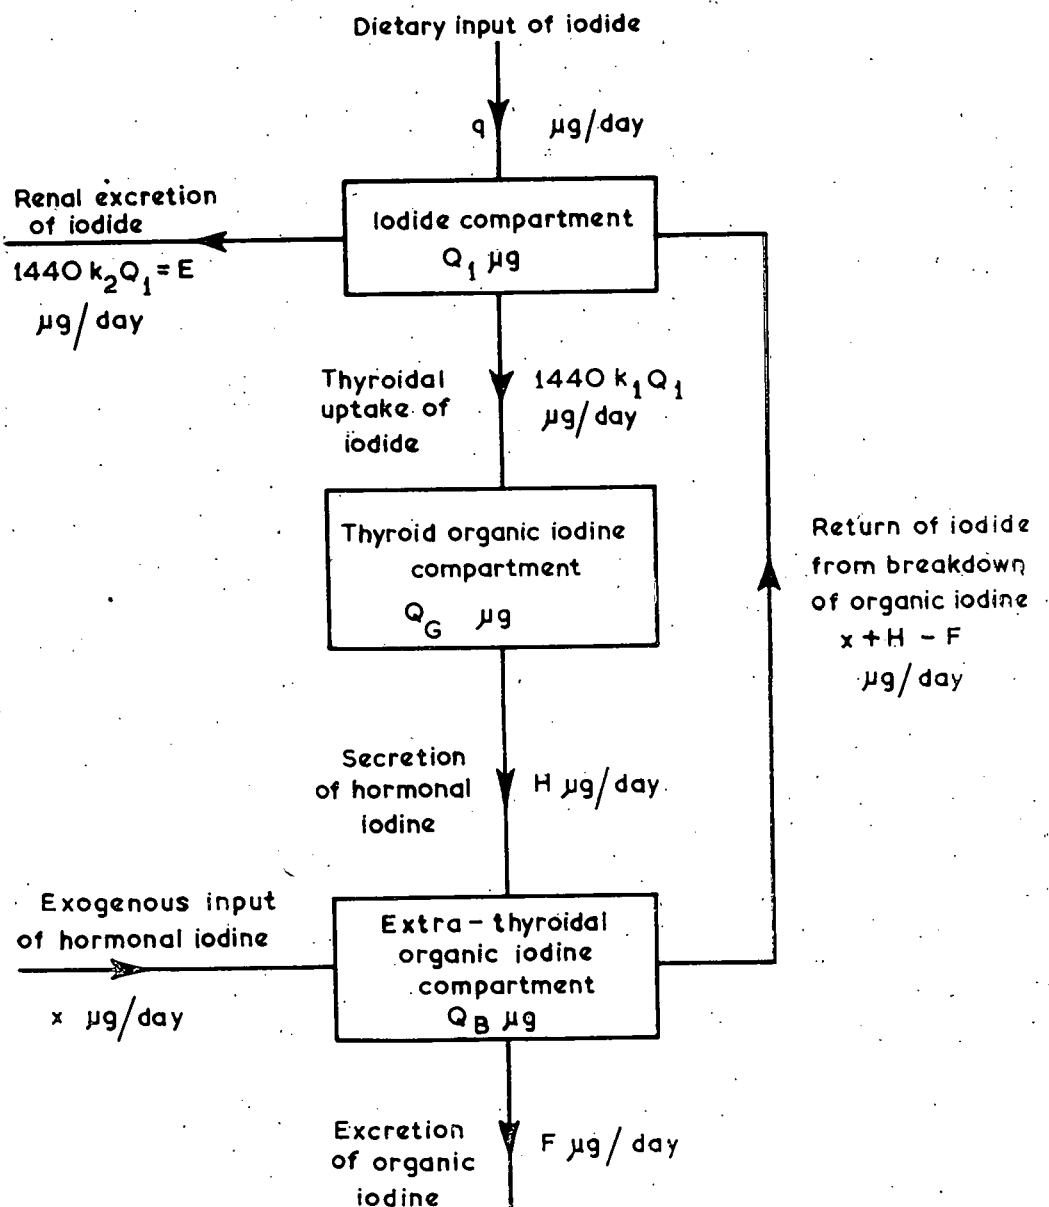 Dietary input of iodide
q µg/day
Renal excretion
of iodide
1440 k₂Q₁ = E
µg/day
Iodide compartment
Q₁ µg
Thyroidal
uptake of
iodide
1440 k₁Q₁
µg/day
Thyroid organic iodine
compartment
Q_G µg
Return of iodide
from breakdown
of organic iodine
x + H - F
µg/day
Secretion
of hormonal
iodine
H µg/day
Exogenous input
of hormonal iodine
x µg/day
Extra-thyroidal
organic iodine
compartment
Q_B µg
Excretion
of organic
iodine
F µg/day